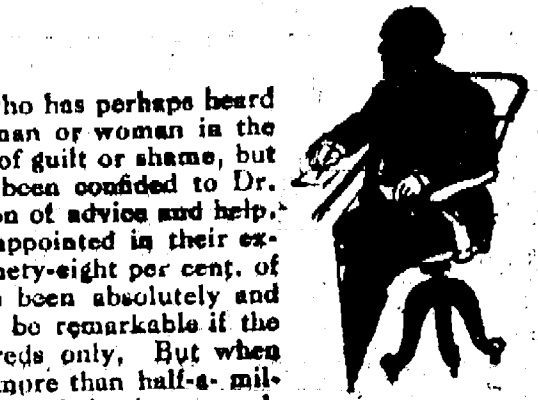 ho has perhaps heard
nan or woman in the
of guilt or shame, but
been confided to Dr.
on of advice and help.
appointed in their ex-
nety-eight per cent. of
been absolutely and
be remarkable if the
reds only. But when
more than half-a-mil-